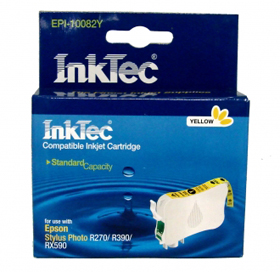 EPI-10082Y
InkTec
InkTec
YELLOW
Compatible Inkjet Cartridge
Standard Capacity
for use with
Epson
Stylus Photo R270/ R390/
RX590